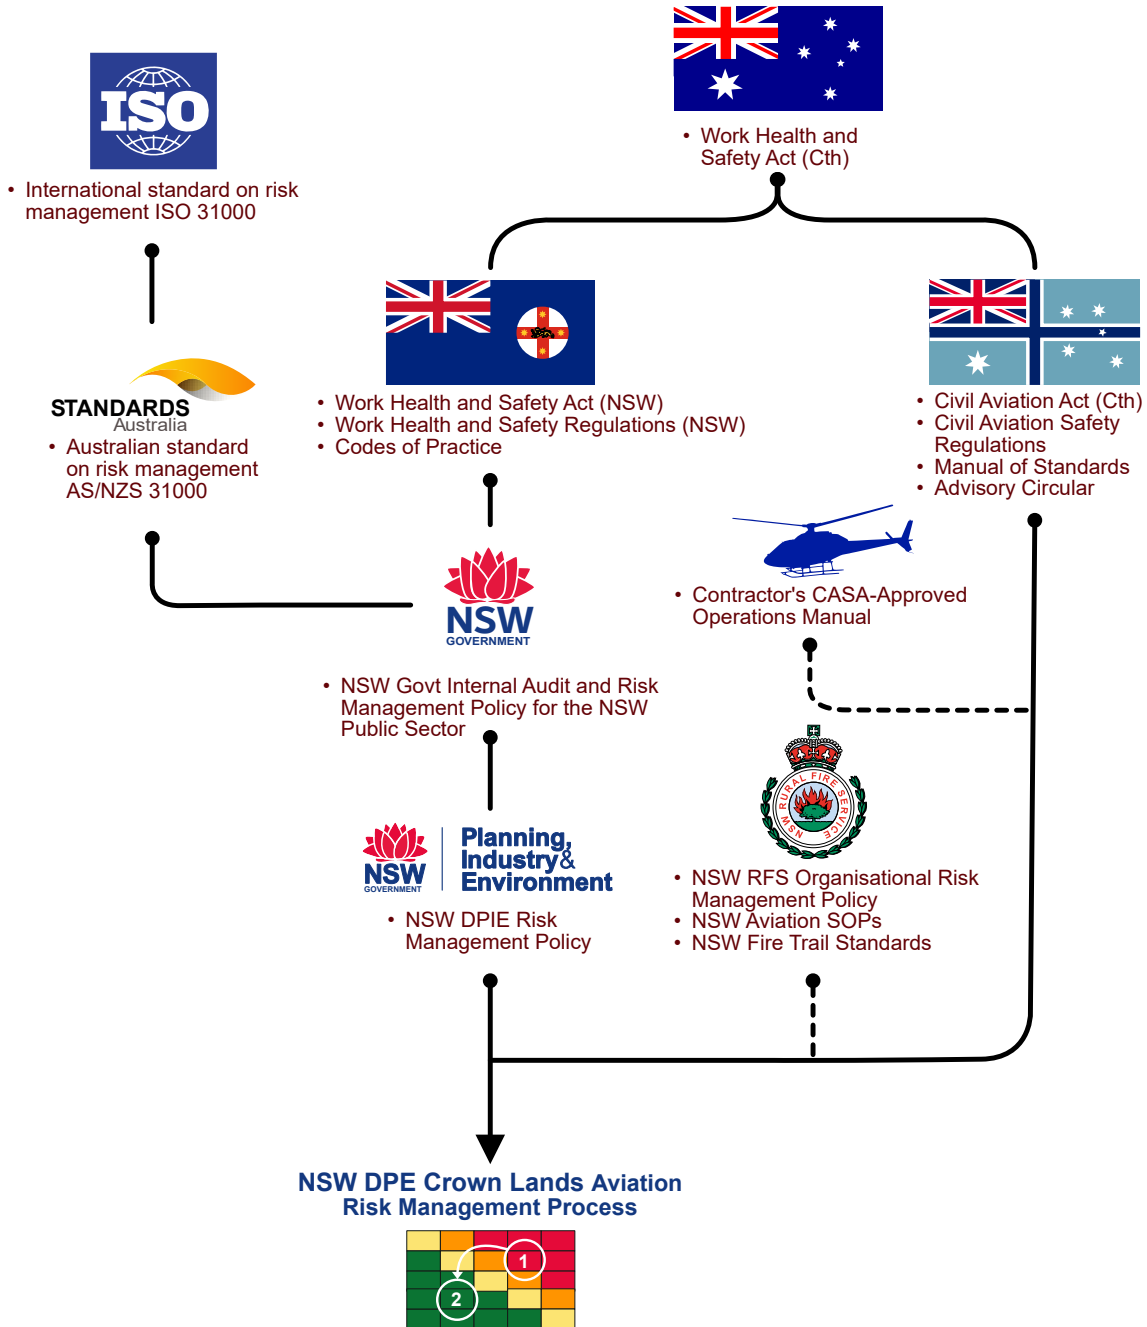 ISO
• International standard on risk
management ISO 31000
• Work Health and
Safety Act (Cth)
STANDARDS
Australia
• Australian standard
on risk management
AS/NZS 31000
• Work Health and Safety Act (NSW)
• Work Health and Safety Regulations (NSW)
• Codes of Practice
• Civil Aviation Act (Cth)
• Civil Aviation Safety
Regulations
• Manual of Standards
• Advisory Circular
NSW
GOVERNMENT
• Contractor's CASA-Approved
Operations Manual
• NSW Govt Internal Audit and Risk
Management Policy for the NSW
Public Sector
NSW RURAL FIRE SERVICE
NSW
GOVERNMENT
Planning,
Industry&
Environment
• NSW DPIE Risk
Management Policy
• NSW RFS Organisational Risk
Management Policy
• NSW Aviation SOPs
• NSW Fire Trail Standards
NSW DPE Crown Lands Aviation
Risk Management Process
1
2